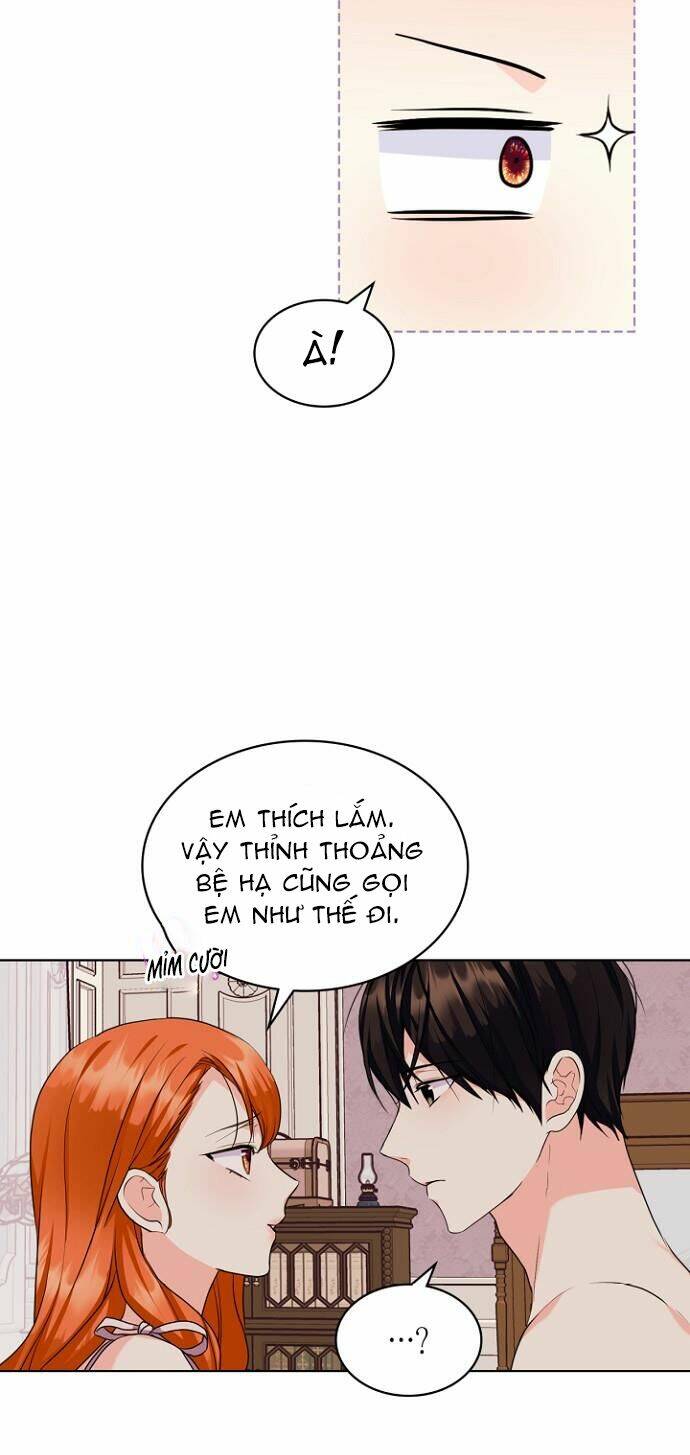 À!
EM THÍCH LẮM.
VẬY THỈNH THOẢNG
BỆ HẠ CŨNG GỌI
EM NHƯ THẾ ĐI.
MỈM CƯỜI
...?